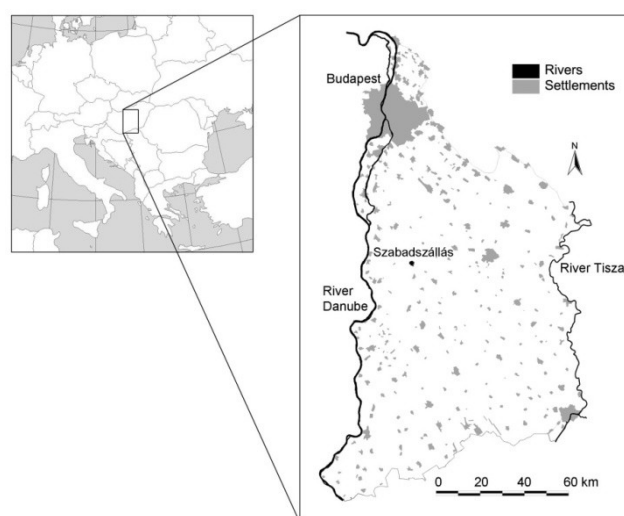 Budapest
Rivers
Settlements
N
Szabadszállás
River Tisza
River
Danube
0 20 40 60 km